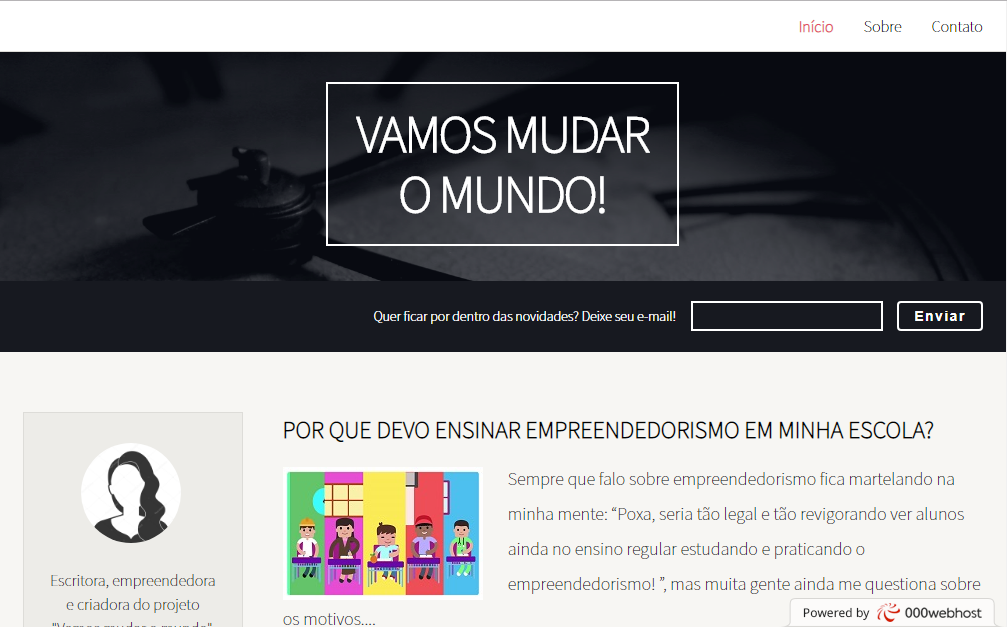 Início Sobre Contato
VAMOS MUDAR
O MUNDO!
Quer ficar por dentro das novidades? Deixe seu e-mail! Enviar
Escritora, empreendedora
e criadora do projeto
"Vamos mudar o mundo"
POR QUE DEVO ENSINAR EMPREENDEDORISMO EM MINHA ESCOLA?
Sempre que falo sobre empreendedorismo fica martelando na
minha mente: “Poxa, seria tão legal e tão revigorando ver alunos
ainda no ensino regular estudando e praticando o
empreendedorismo! ”, mas muita gente ainda me questiona sobre
os motivos....
Powered by 000webhost